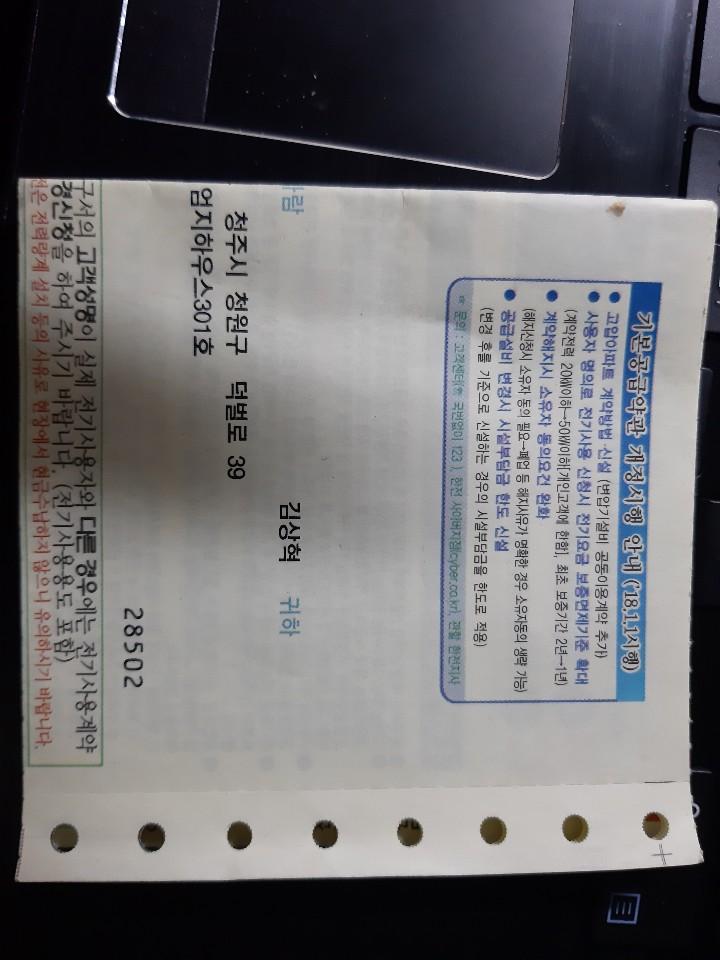 기본공급약관 개정시행 안내 ('18.1.1시행)
● 고압아파트 계약방법 신설 (변압기설비 공동이용계약 추가)
● 사용자 명의로 전기사용 신청시 전기요금 보증면제기준 확대
(계약전력 20kW이하→50kW이하[개인고객에 한함], 최초 보증기간 2년→1년)
● 계약해지시 소유자 동의요건 완화
(해지신청시 소유자 동의 필요→폐업 등 해지사유가 명확한 경우 소유자동의 생략 가능)
● 공급설비 변경시 시설부담금 한도 신설
(변경 후를 기준으로 신설하는 경우의 시설부담금을 한도로 적용)
※ 문의 : 고객센터(☎ 국번없이 123), 한전 사이버지점(cyber.co.kr), 관할 한전지사
사람
김상혁 귀하
청주시 청원구 덕벌로 39
엄지하우스301호
28502
구서의 고객성명이 실제 전기사용자와 다른 경우에는 전기사용계약
경신청을 하여 주시기 바랍니다. (전기사용용도 포함)
전은 전력량계 설치 등의 사유로 현장에서 현금수납하지 않으니 유의하시기 바랍니다.